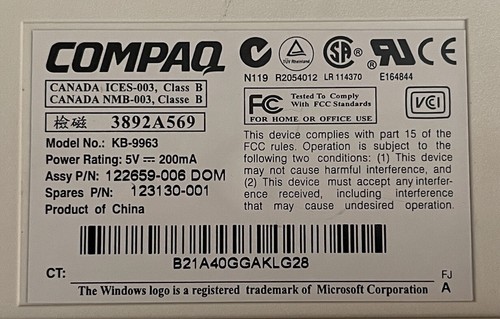 COMPAQ
N119 R2054012 LR 114370 E164844
CANADA ICES-003, Class B
CANADA NMB-003, Classe B
檢磁 3892A569
FC Tested To Comply
With FCC Standards
FOR HOME OR OFFICE USE
VCI
Model No.: KB-9963
Power Rating: 5V ⎓ 200mA
Assy P/N: 122659-006 DOM
Spares P/N: 123130-001
Product of China
This device complies with part 15 of the
FCC rules. Operation is subject to the
following two conditions: (1) This device
may not cause harmful interference, and
(2) This device must accept any interfer-
ence received, including interference
that may cause undesired operation.
B21A40GGAKLG28
CT:
FJ
A
The Windows logo is a registered trademark of Microsoft Corporation